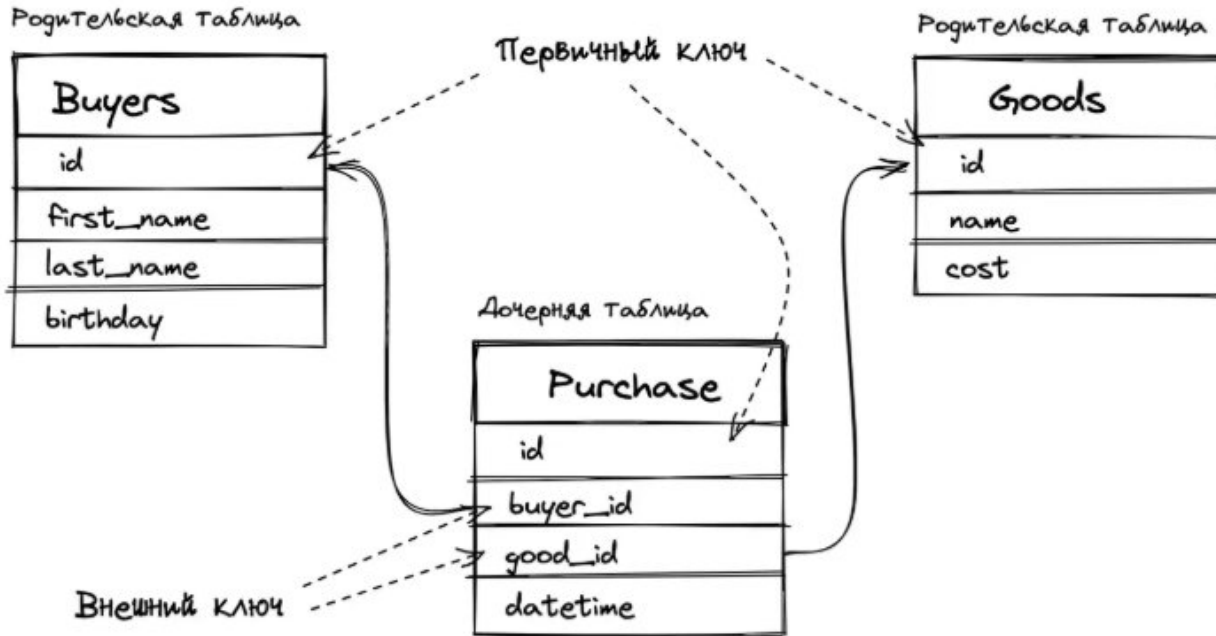 Родительская таблица
Buyers
id
first_name
last_name
birthday
Первичный ключ
Родительская таблица
Goods
id
name
cost
Дочерняя таблица
Purchase
id
buyer_id
good_id
datetime
Внешний ключ